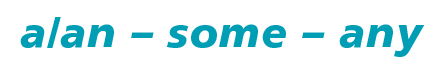 a/an – some – any